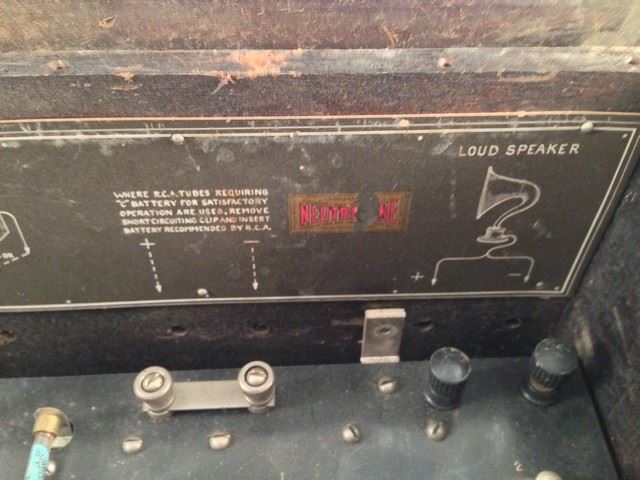 LOUD SPEAKER
WHERE R.C.A. TUBES REQUIRING
"C" BATTERY FOR SATISFACTORY
OPERATION ARE USED, REMOVE
SHORT CIRCUITING CLIP AND INSERT
BATTERY RECOMMENDED BY R.C.A.
+ −
+ −